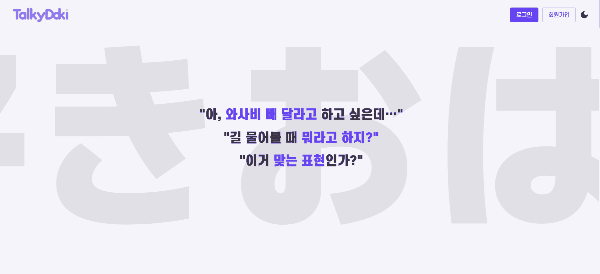 TalkyDoki
로그인
회원가입
きおは
"아, 와사비 빼 달라고 하고 싶은데…"
"길 물어볼 때 뭐라고 하지?"
"이거 맞는 표현인가?"